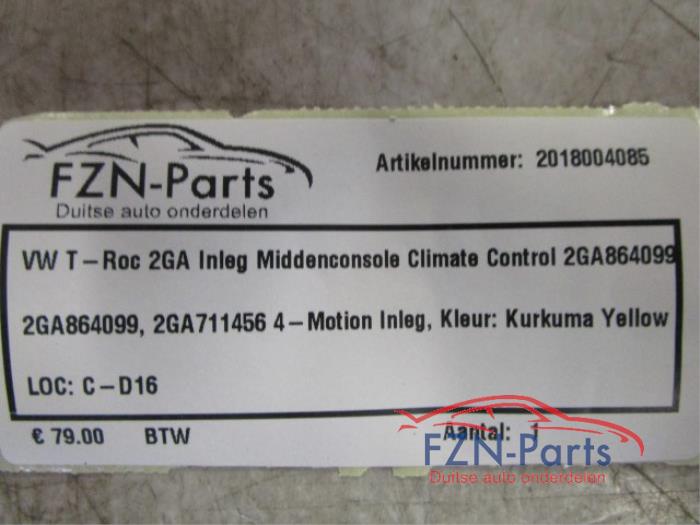 FZN-Parts
Duitse auto onderdelen
Artikelnummer: 2018004085
VW T-Roc 2GA Inleg Middenconsole Climate Control 2GA864099
2GA864099, 2GA711456 4-Motion Inleg, Kleur: Kurkuma Yellow
LOC: C-D16
€ 79.00 BTW Aantal: 1
FZN-Parts
Duitse auto onderdelen